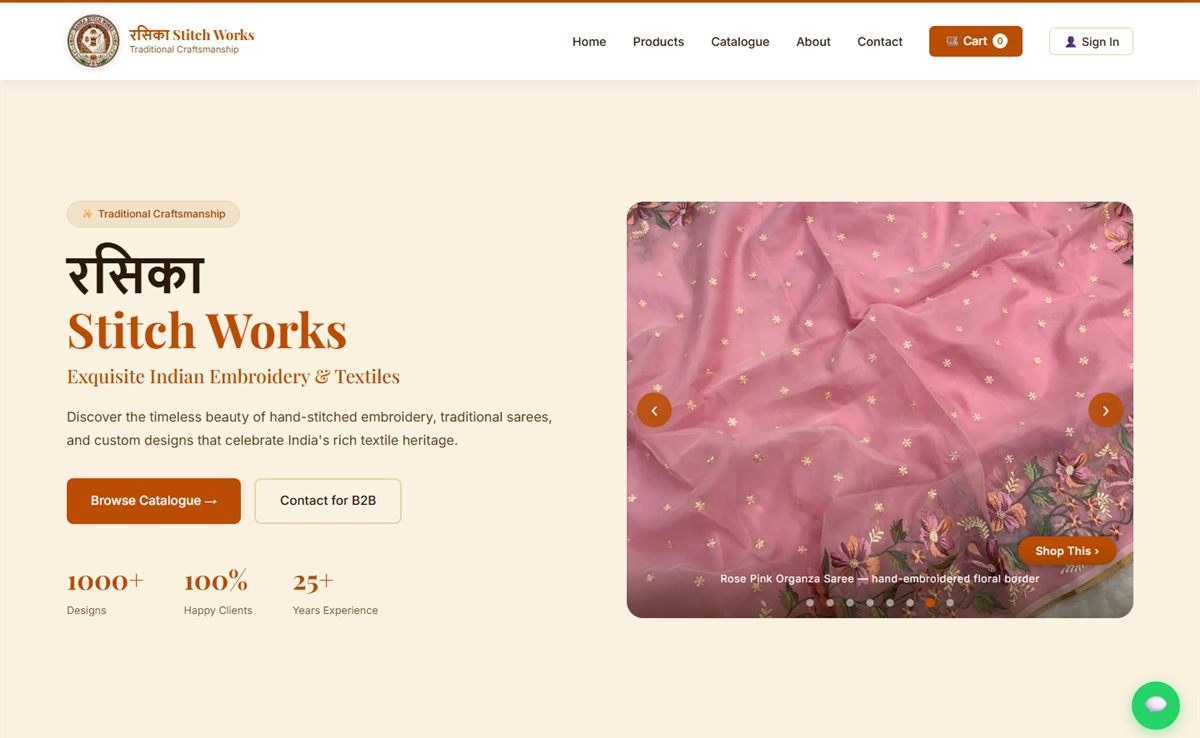 रसिका Stitch Works
Traditional Craftsmanship
Home
Products
Catalogue
About
Contact
Cart 0
Sign In
✨ Traditional Craftsmanship
रसिका
Stitch Works
Exquisite Indian Embroidery & Textiles
Discover the timeless beauty of hand-stitched embroidery, traditional sarees,
and custom designs that celebrate India's rich textile heritage.
Browse Catalogue →
Contact for B2B
1000+
Designs
100%
Happy Clients
25+
Years Experience
‹
›
Shop This ›
Rose Pink Organza Saree — hand-embroidered floral border